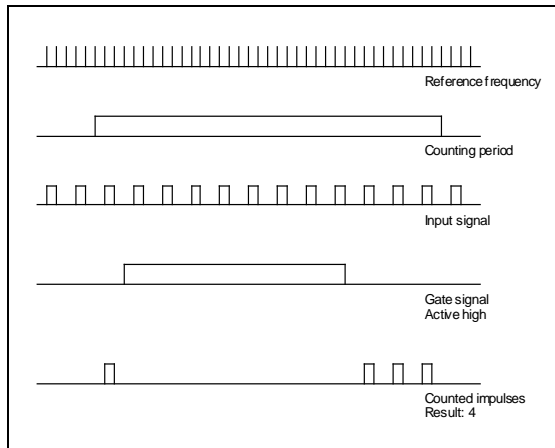 Reference frequency
Counting period
Input signal
Gate signal
Active high
Counted impulses
Result: 4